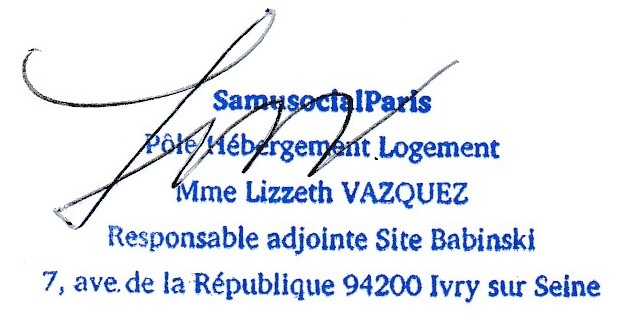 SamusocialParis
Pôle Hébergement Logement
Mme Lizzeth VAZQUEZ
Responsable adjointe Site Babinski
7, ave. de la République 94200 Ivry sur Seine